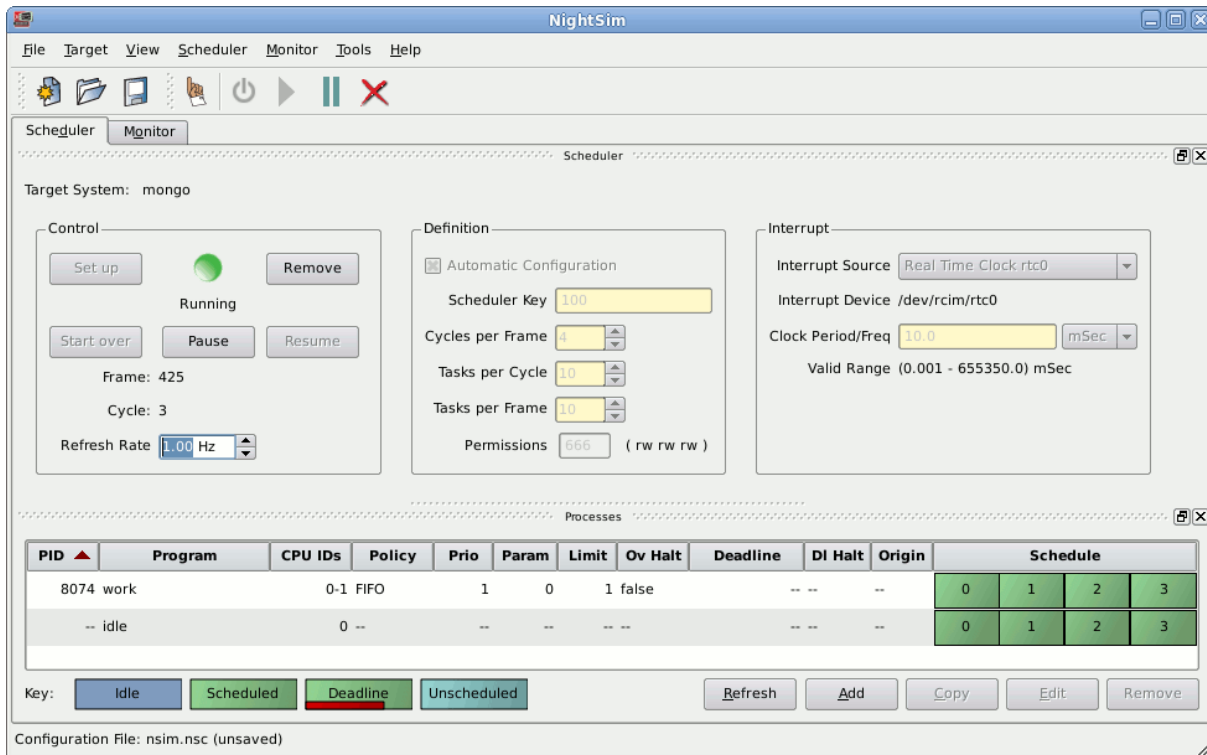 NightSim
File Target View Scheduler Monitor Tools Help
Scheduler Monitor
Scheduler
Target System: mongo
Control Definition Interrupt
Set up Remove Automatic Configuration Interrupt Source Real Time Clock rtc0
Running Scheduler Key 100 Interrupt Device /dev/rcim/rtc0
Start over Pause Resume Cycles per Frame 4 Clock Period/Freq 10.0 mSec
Frame: 425 Tasks per Cycle 10 Valid Range (0.001 - 655350.0) mSec
Cycle: 3 Tasks per Frame 10
Refresh Rate 1.00 Hz Permissions 666 ( rw rw rw )
Processes
PID Program CPU IDs Policy Prio Param Limit Ov Halt Deadline Dl Halt Origin Schedule
8074 work 0-1 FIFO 1 0 1 false -- -- -- 0 1 2 3
-- idle 0 -- -- -- -- -- -- -- -- 0 1 2 3
Key: Idle Scheduled Deadline Unscheduled Refresh Add Copy Edit Remove
Configuration File: nsim.nsc (unsaved)